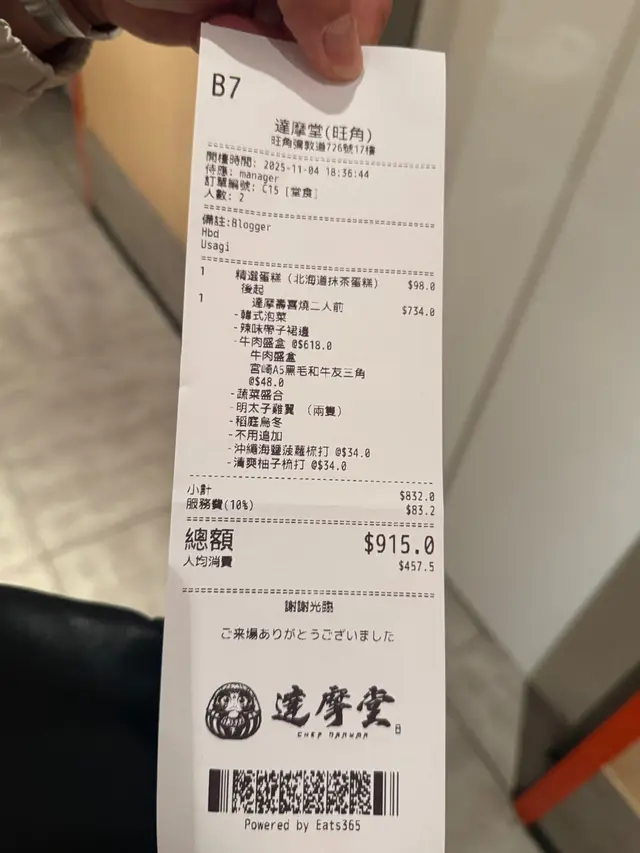 B7
達摩堂(旺角)
旺角彌敦道726號17樓
開檯時間: 2025-11-04 18:36:44
侍應: manager
訂單編號: C15 [堂食]
人數: 2
備註:Blogger
Hbd
Usagi
1 精選蛋糕 (北海道抹茶蛋糕) $98.0
後起
1 達摩壽喜燒二人前 $734.0
-韓式泡菜
-辣味帶子裙邊
-牛肉盛盒 @$618.0
牛肉盛盒
宮崎A5黑毛和牛友三角
@$48.0
-蔬菜盛合
-明太子雞翼 (兩隻)
-稻庭烏冬
-不用追加
-沖繩海鹽菠蘿梳打 @$34.0
-清爽柚子梳打 @$34.0
小計 $832.0
服務費(10%) $83.2
總額 $915.0
人均消費 $457.5
謝謝光臨
ご来場ありがとうございました
達摩堂
CHEF DARUMA
Powered by Eats365